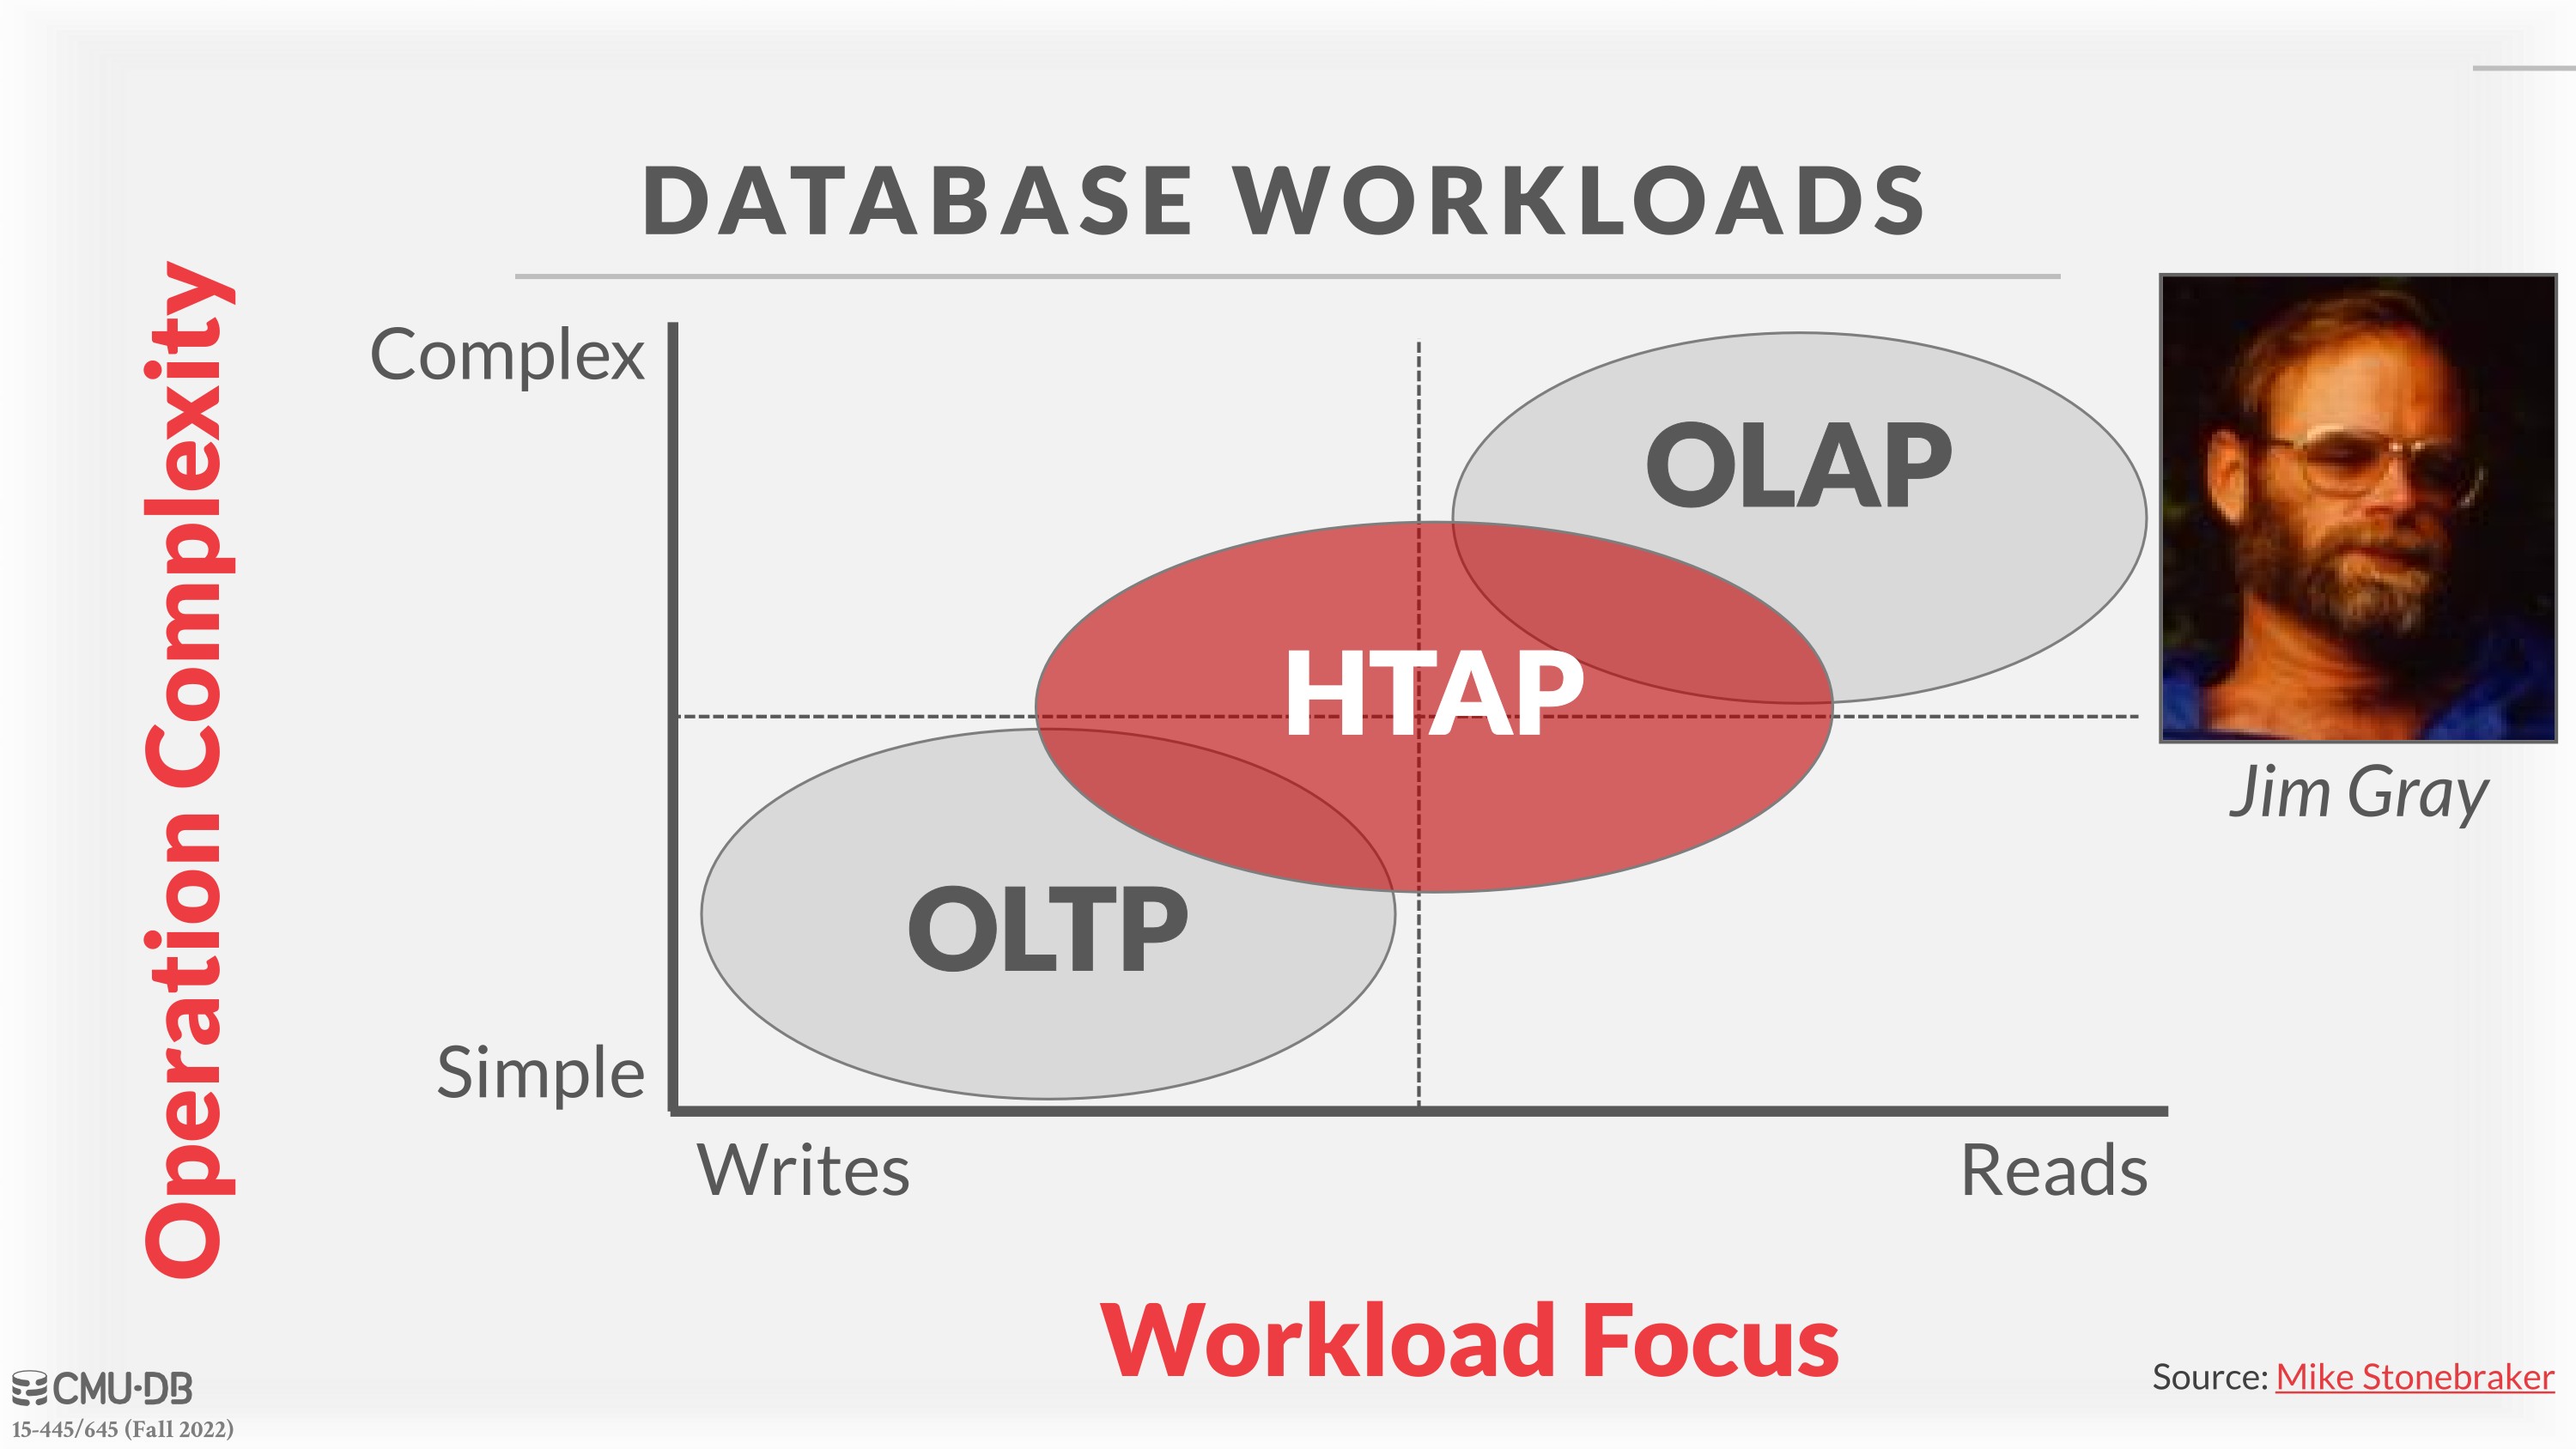 DATABASE WORKLOADS
Operation Complexity
Complex
OLAP
HTAP
Jim Gray
OLTP
Simple
Writes
Reads
Workload Focus
CMU·DB
15-445/645 (Fall 2022)
Source: Mike Stonebraker